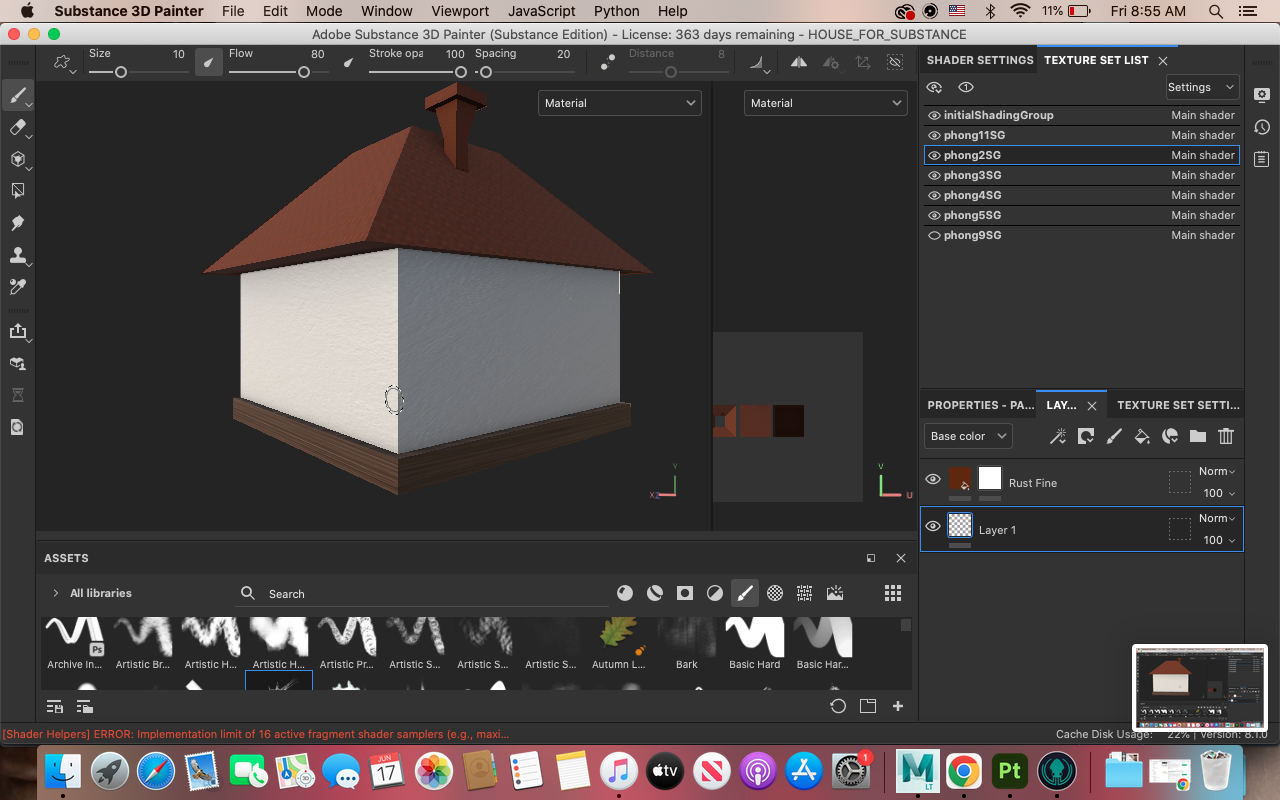 Substance 3D Painter File Edit Mode Window Viewport JavaScript Python Help 11% Fri 8:55 AM
Adobe Substance 3D Painter (Substance Edition) - License: 363 days remaining - HOUSE_FOR_SUBSTANCE
Size 10 Flow 80 Stroke opa 100 Spacing 20 Distance 8
SHADER SETTINGS TEXTURE SET LIST
Settings
Material
Material
initialShadingGroup Main shader
phong11SG Main shader
phong2SG Main shader
phong3SG Main shader
phong4SG Main shader
phong5SG Main shader
phong9SG Main shader
Y
XZ
V
U
PROPERTIES - PA... LAY... TEXTURE SET SETTI...
Base color
Rust Fine Norm
100
Layer 1 Norm
100
ASSETS
All libraries
Search
Ps
Archive In... Artistic Br... Artistic H... Artistic H... Artistic Pr... Artistic S... Artistic S... Artistic S... Autumn L... Bark Basic Hard Basic Har...
[Shader Helpers] ERROR: Implementation limit of 16 active fragment shader samplers (e.g., maxi...
Cache Disk Usage: 22% | Version: 8.1.0
JUN
17
tv
1
M
LT
Pt